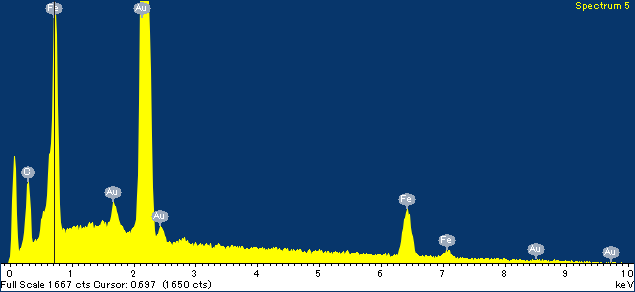 Spectrum 5
Fe Au
C
Au
Au
Fe
Fe
Au Au
0 1 2 3 4 5 6 7 8 9 10
Full Scale 1667 cts Cursor: 0.697 (1650 cts) keV